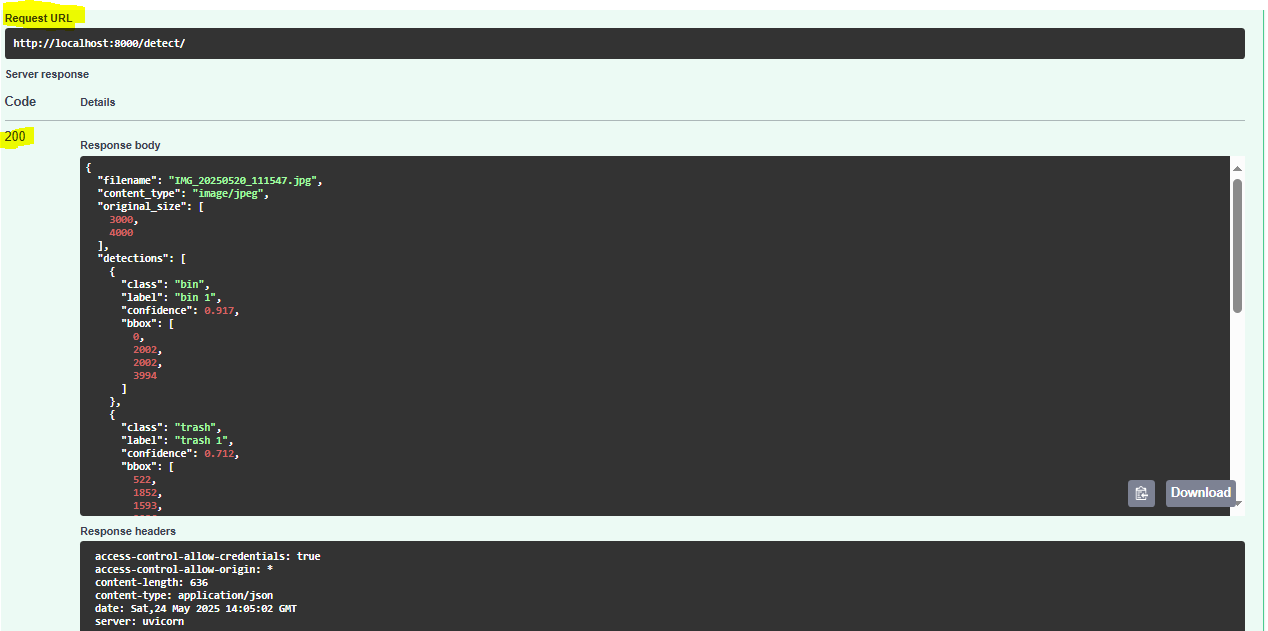 Request URL
http://localhost:8000/detect/
Server response
Code Details
200
Response body
{
"filename": "IMG_20250520_111547.jpg",
"content_type": "image/jpeg",
"original_size": [
3000,
4000
],
"detections": [
{
"class": "bin",
"label": "bin 1",
"confidence": 0.917,
"bbox": [
0,
2002,
2002,
3994
]
},
{
"class": "trash",
"label": "trash 1",
"confidence": 0.712,
"bbox": [
522,
1852,
1593,
Download
Response headers
access-control-allow-credentials: true
access-control-allow-origin: *
content-length: 636
content-type: application/json
date: Sat,24 May 2025 14:05:02 GMT
server: uvicorn